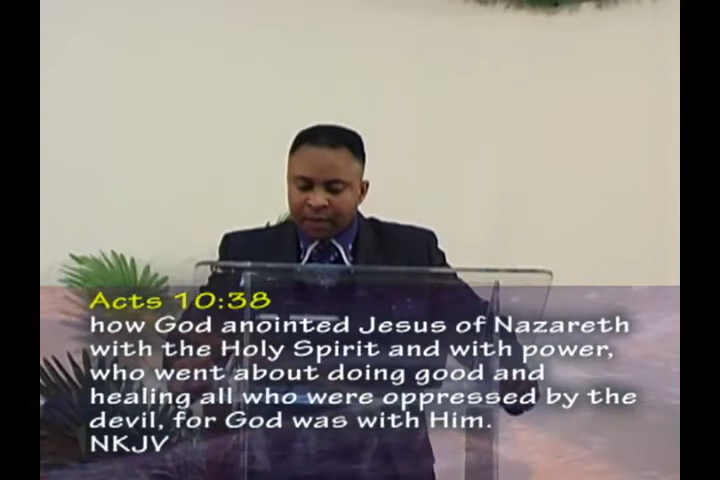 Acts 10:38
how God anointed Jesus of Nazareth
with the Holy Spirit and with power,
who went about doing good and
healing all who were oppressed by the
devil, for God was with Him.
NKJV